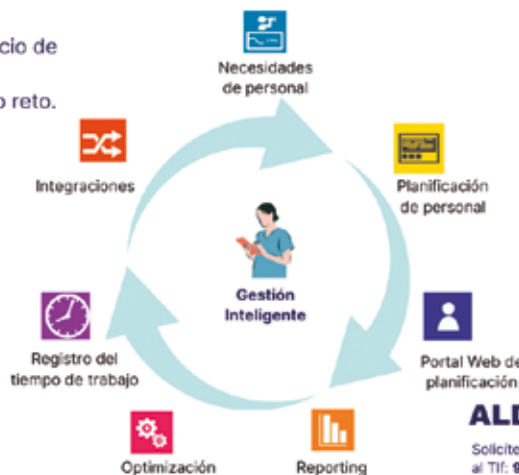 cio de
o reto.
Necesidades
de personal
Integraciones
Planificación
de personal
Gestión
Inteligente
Registro del
tiempo de trabajo
Portal Web de
planificación
Optimización
Reporting
ALD
Solicite
al Tlf: 9